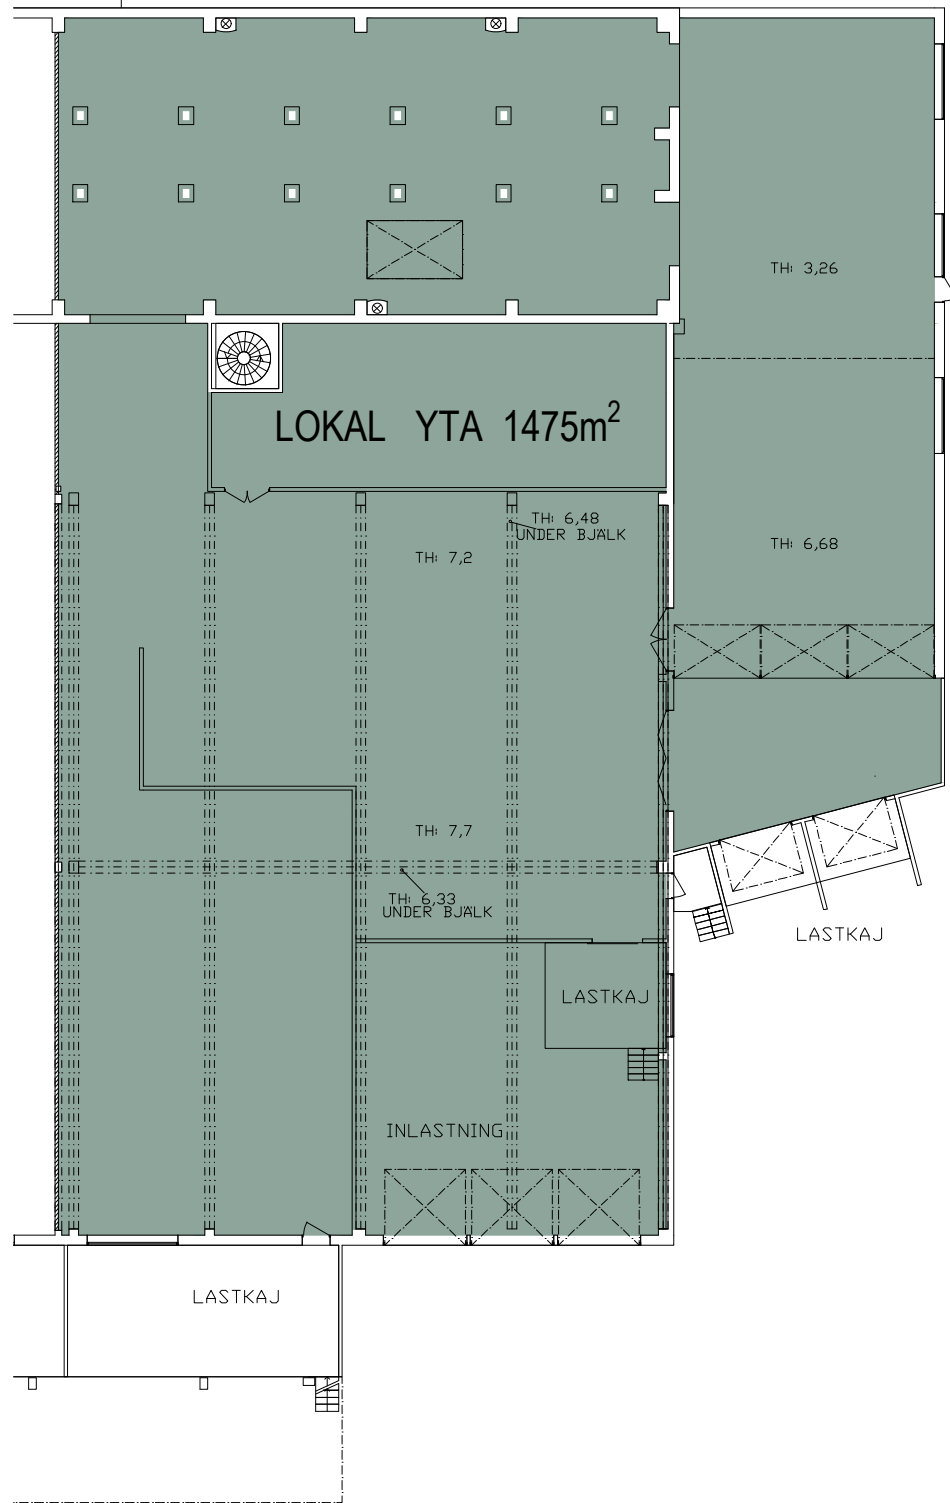 TH: 3,26
LOKAL YTA 1475m²
TH: 6,48
UNDER BJÄLK
TH: 7,2
TH: 6,68
TH: 7,7
TH: 6,33
UNDER BJÄLK
LASTKAJ
LASTKAJ
INLASTNING
LASTKAJ